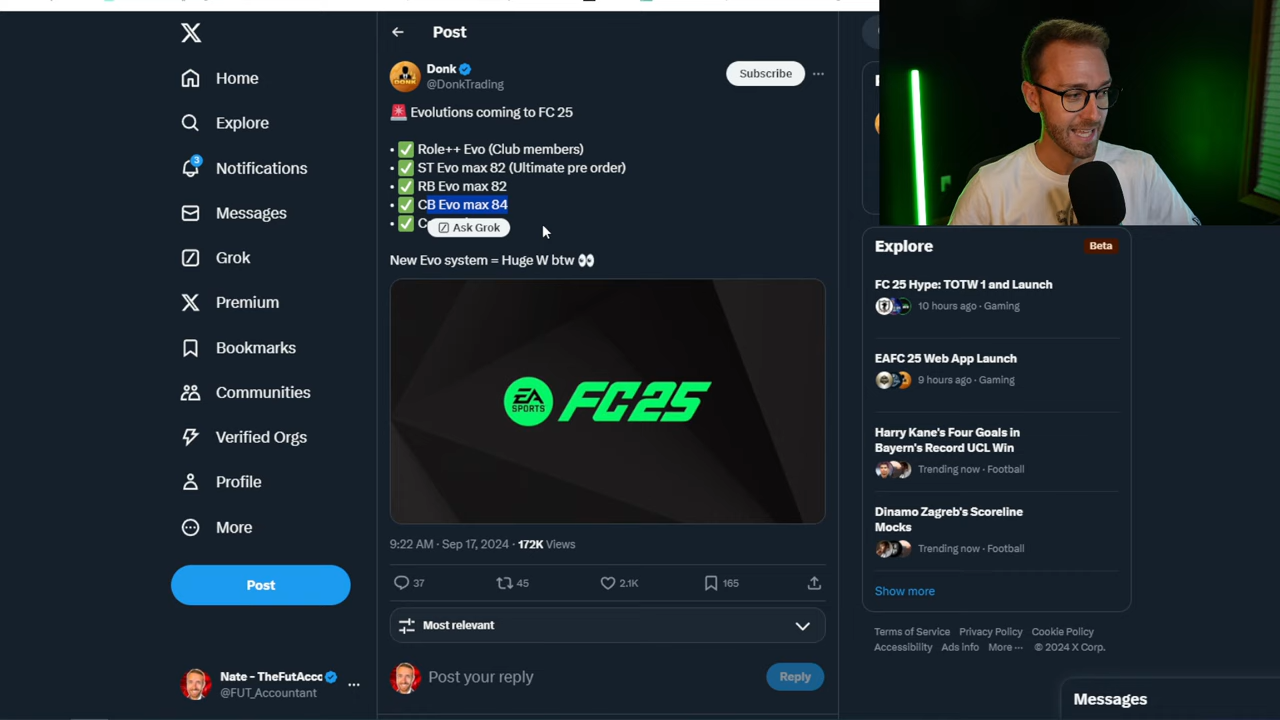 Post
Donk
@DonkTrading
Subscribe
Evolutions coming to FC 25
• ✅ Role++ Evo (Club members)
• ✅ ST Evo max 82 (Ultimate pre order)
• ✅ RB Evo max 82
• ✅ CB Evo max 84
• ✅ C
Ask Grok
New Evo system = Huge W btw 👀
EA SPORTS FC25
9:22 AM · Sep 17, 2024 · 172K Views
37
45
2.1K
165
Most relevant
Post your reply
Reply
Home
Explore
3
Notifications
Messages
Grok
Premium
Bookmarks
Communities
Verified Orgs
Profile
More
Post
Nate - TheFutAccc
@FUT_Accountant
Explore
Beta
FC 25 Hype: TOTW 1 and Launch
10 hours ago · Gaming
EAFC 25 Web App Launch
9 hours ago · Gaming
Harry Kane's Four Goals in
Bayern's Record UCL Win
Trending now · Football
Dinamo Zagreb's Scoreline
Mocks
Trending now · Football
Show more
Terms of Service Privacy Policy Cookie Policy
Accessibility Ads info More ··· © 2024 X Corp.
Messages